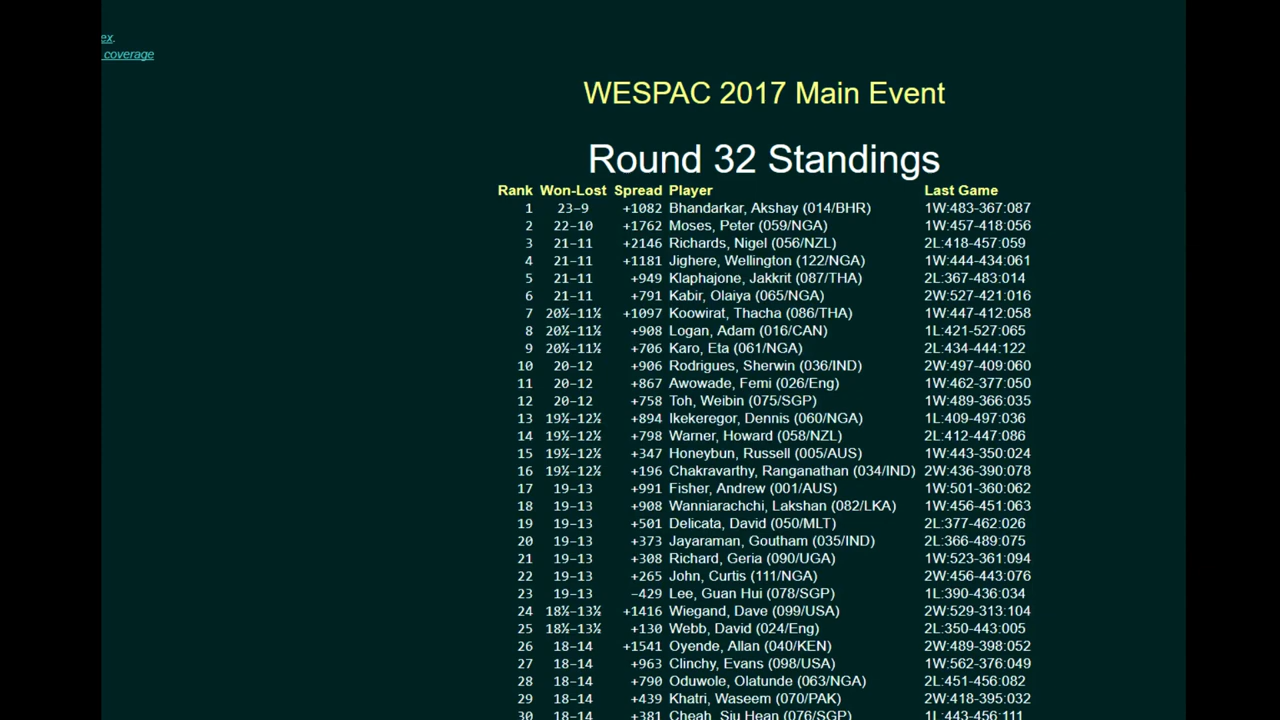 ex.
coverage
WESPAC 2017 Main Event
Round 32 Standings
Rank Won-Lost Spread Player Last Game
1 23-9 +1082 Bhandarkar, Akshay (014/BHR) 1W:483-367:087
2 22-10 +1762 Moses, Peter (059/NGA) 1W:457-418:056
3 21-11 +2146 Richards, Nigel (056/NZL) 2L:418-457:059
4 21-11 +1181 Jighere, Wellington (122/NGA) 1W:444-434:061
5 21-11 +949 Klaphajone, Jakkrit (087/THA) 2L:367-483:014
6 21-11 +791 Kabir, Olaiya (065/NGA) 2W:527-421:016
7 20½-11½ +1097 Koowirat, Thacha (086/THA) 1W:447-412:058
8 20½-11½ +908 Logan, Adam (016/CAN) 1L:421-527:065
9 20½-11½ +706 Karo, Eta (061/NGA) 2L:434-444:122
10 20-12 +906 Rodrigues, Sherwin (036/IND) 2W:497-409:060
11 20-12 +867 Awowade, Femi (026/Eng) 1W:462-377:050
12 20-12 +758 Toh, Weibin (075/SGP) 1W:489-366:035
13 19½-12½ +894 Ikekeregor, Dennis (060/NGA) 1L:409-497:036
14 19½-12½ +798 Warner, Howard (058/NZL) 2L:412-447:086
15 19½-12½ +347 Honeybun, Russell (005/AUS) 1W:443-350:024
16 19½-12½ +196 Chakravarthy, Ranganathan (034/IND) 2W:436-390:078
17 19-13 +991 Fisher, Andrew (001/AUS) 1W:501-360:062
18 19-13 +908 Wanniarachchi, Lakshan (082/LKA) 1W:456-451:063
19 19-13 +501 Delicata, David (050/MLT) 2L:377-462:026
20 19-13 +373 Jayaraman, Goutham (035/IND) 2L:366-489:075
21 19-13 +308 Richard, Geria (090/UGA) 1W:523-361:094
22 19-13 +265 John, Curtis (111/NGA) 2W:456-443:076
23 19-13 -429 Lee, Guan Hui (078/SGP) 1L:390-436:034
24 18½-13½ +1416 Wiegand, Dave (099/USA) 2W:529-313:104
25 18½-13½ +130 Webb, David (024/Eng) 2L:350-443:005
26 18-14 +1541 Oyende, Allan (040/KEN) 2W:489-398:052
27 18-14 +963 Clinchy, Evans (098/USA) 1W:562-376:049
28 18-14 +790 Oduwole, Olatunde (063/NGA) 2L:451-456:082
29 18-14 +439 Khatri, Waseem (070/PAK) 2W:418-395:032
30 18-14 +381 Cheah, Siu Hean (076/SGP) 1L:443-456:111